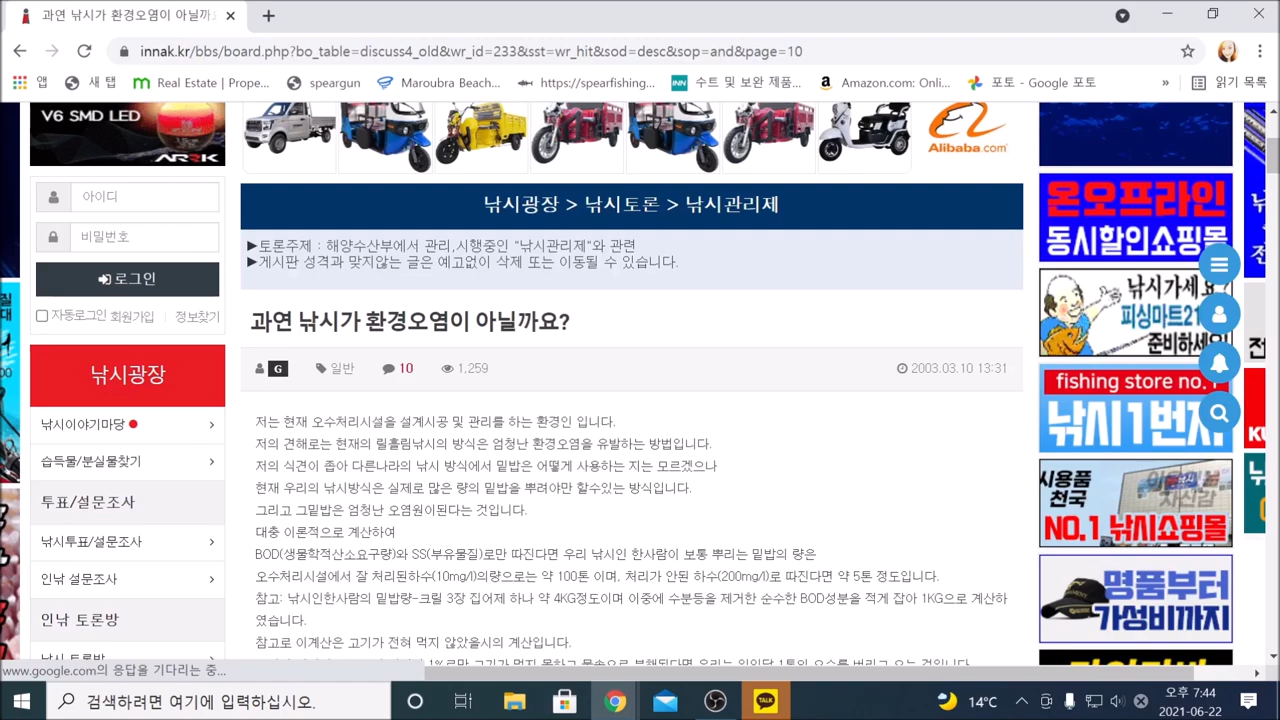 과연 낚시가 환경오염이 아닐까요
innak.kr/bbs/board.php?bo_table=discuss4_old&wr_id=233&sst=wr_hit&sod=desc&sop=and&page=10
앱 새 탭 Real Estate | Prope... speargun Maroubra Beach... https://spearfishing... INN 수트 및 보완 제품... Amazon.com: Onli... 포토 - Google 포토 » 읽기 목록
V6 SMD LED
ARRK
Alibaba.com
아이디
비밀번호
로그인
자동로그인 회원가입 정보찾기
낚시광장
낚시이야기마당
습득물/분실물찾기
투표/설문조사
낚시투표/설문조사
인낚 설문조사
인낚 토론방
낚시광장 > 낚시토론 > 낚시관리제
▶토론주제 : 해양수산부에서 관리,시행중인 "낚시관리제"와 관련
▶게시판 성격과 맞지않는 글은 예고없이 삭제 또는 이동될 수 있습니다.
과연 낚시가 환경오염이 아닐까요?
G 일반 10 1,259 2003.03.10 13:31
저는 현재 오수처리시설을 설계시공 및 관리를 하는 환경인 입니다.
저의 견해로는 현재의 릴흘림낚시의 방식은 엄청난 환경오염을 유발하는 방법입니다.
저의 식견이 좁아 다른나라의 낚시 방식에서 밑밥은 어떻게 사용하는 지는 모르겠으나
현재 우리의 낚시방식은 실제로 많은 량의 밑밥을 뿌려야만 할수있는 방식입니다.
그리고 그밑밥은 엄청난 오염원이된다는 것입니다.
대충 이론적으로 계산하여
BOD(생물학적산소요구량)와 SS(부유물질)로만 따진다면 우리 낚시인 한사람이 보통 뿌리는 밑밥의 량은
오수처리시설에서 잘 처리된하수(10mg/l)의량으로는 약 100톤 이며, 처리가 안된 하수(200mg/l)로 따진다면 약 5톤 정도입니다.
참고: 낚시인한사람의 밑밥량 크릴3장 집어제 하나 약 4KG정도이며 이중에 수분등을 제거한 순수한 BOD성분을 적게 잡아 1KG으로 계산하
였습니다.
참고로 이계산은 고기가 전혀 먹지 않았을시의 계산입니다.
온오프라인
동시할인쇼핑몰
낚시가세요?
피싱마트21
준비하세요!
fishing store no.1
낚시1번지
시용품
천국
NO.1 낚시쇼핑몰
명품부터
가성비까지
www.google.com의 응답을 기다리는 중...
검색하려면 여기에 입력하십시오.
TALK
14°C
오후 7:44
2021-06-22